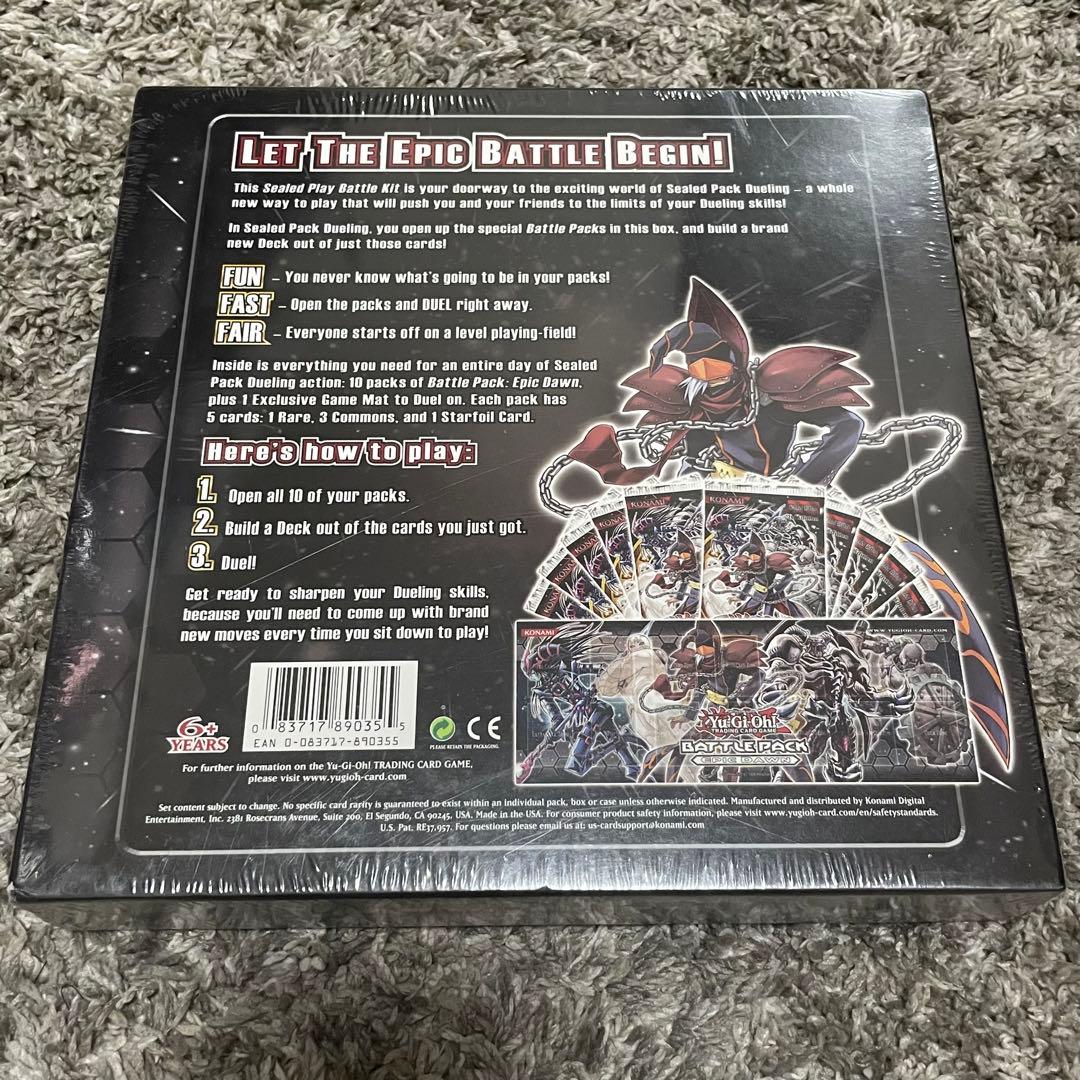 LET THE EPIC BATTLE BEGIN!
This Sealed Play Battle Kit is your doorway to the exciting world of Sealed Pack Dueling – a whole
new way to play that will push you and your friends to the limits of your Dueling skills!
In Sealed Pack Dueling, you open up the special Battle Packs in this box, and build a brand
new Deck out of just those cards!
FUN – You never know what's going to be in your packs!
FAST – Open the packs and DUEL right away.
FAIR – Everyone starts off on a level playing-field!
Inside is everything you need for an entire day of Sealed
Pack Dueling action: 10 packs of Battle Pack: Epic Dawn,
plus 1 Exclusive Game Mat to Duel on. Each pack has
5 cards: 1 Rare, 3 Commons, and 1 Starfoil Card.
Here's how to play:
1. Open all 10 of your packs.
2. Build a Deck out of the cards you just got.
3. Duel!
Get ready to sharpen your Dueling skills,
because you'll need to come up with brand
new moves every time you sit down to play!
KONAMI
KONAMI
KONAMI
KONAMI
KONAMI
KONAMI
KONAMI
WWW.YUGIOH-CARD.COM
Yu-Gi-Oh!
TRADING CARD GAME
BATTLE PACK
EPIC DAWN
6+
YEARS
0 83717 89035 5
EAN 0-083717-890355
PLEASE RETAIN THE PACKAGING
CE
For further information on the Yu-Gi-Oh! TRADING CARD GAME,
please visit www.yugioh-card.com
Set content subject to change. No specific card rarity is guaranteed to exist within an individual pack, box or case unless otherwise indicated. Manufactured and distributed by Konami Digital
Entertainment, Inc. 2381 Rosecrans Avenue, Suite 200, El Segundo, CA 90245, USA. Made in the USA. For consumer product safety information, please visit www.yugioh-card.com/en/safetystandards.
U.S. Pat. RE37,957. For questions please email us at: us-cardsupport@konami.com